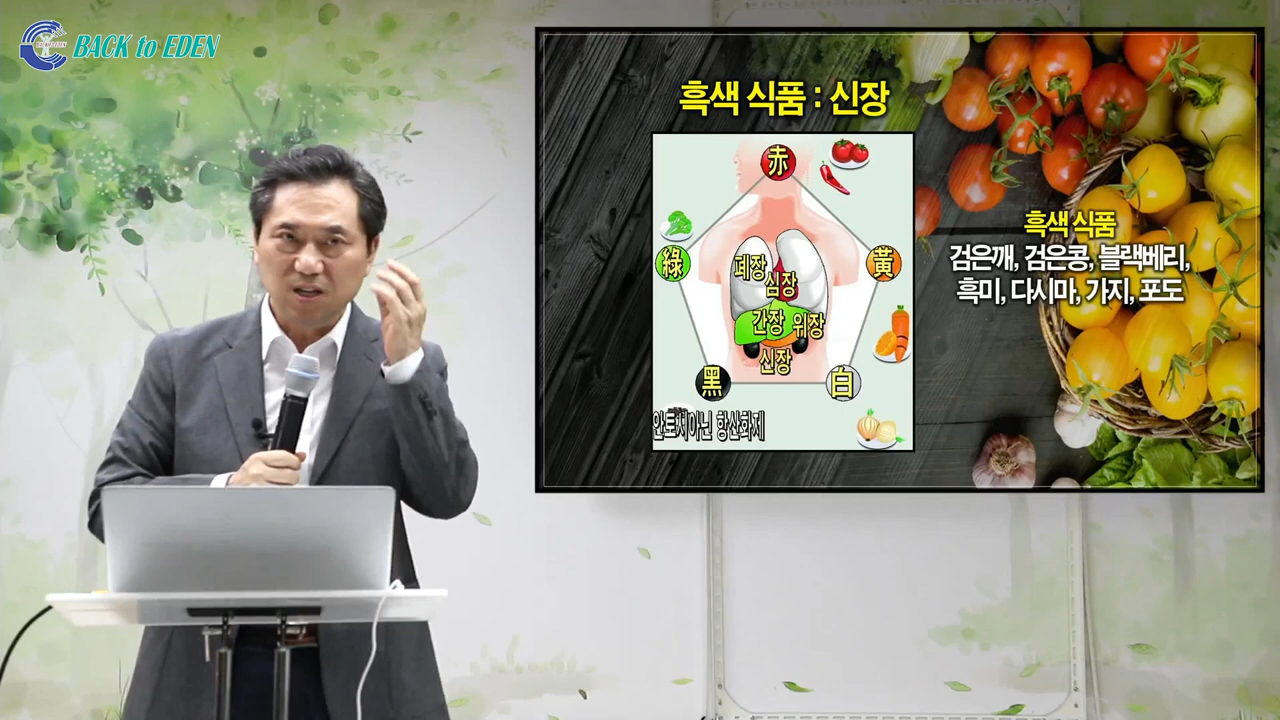 BACK to EDEN
흑색 식품 : 신장
赤
綠
黃
폐장
심장
간장
위장
신장
黑
白
안토시아닌 항산화제
흑색 식품
검은깨, 검은콩, 블랙베리,
흑미, 다시마, 가지, 포도